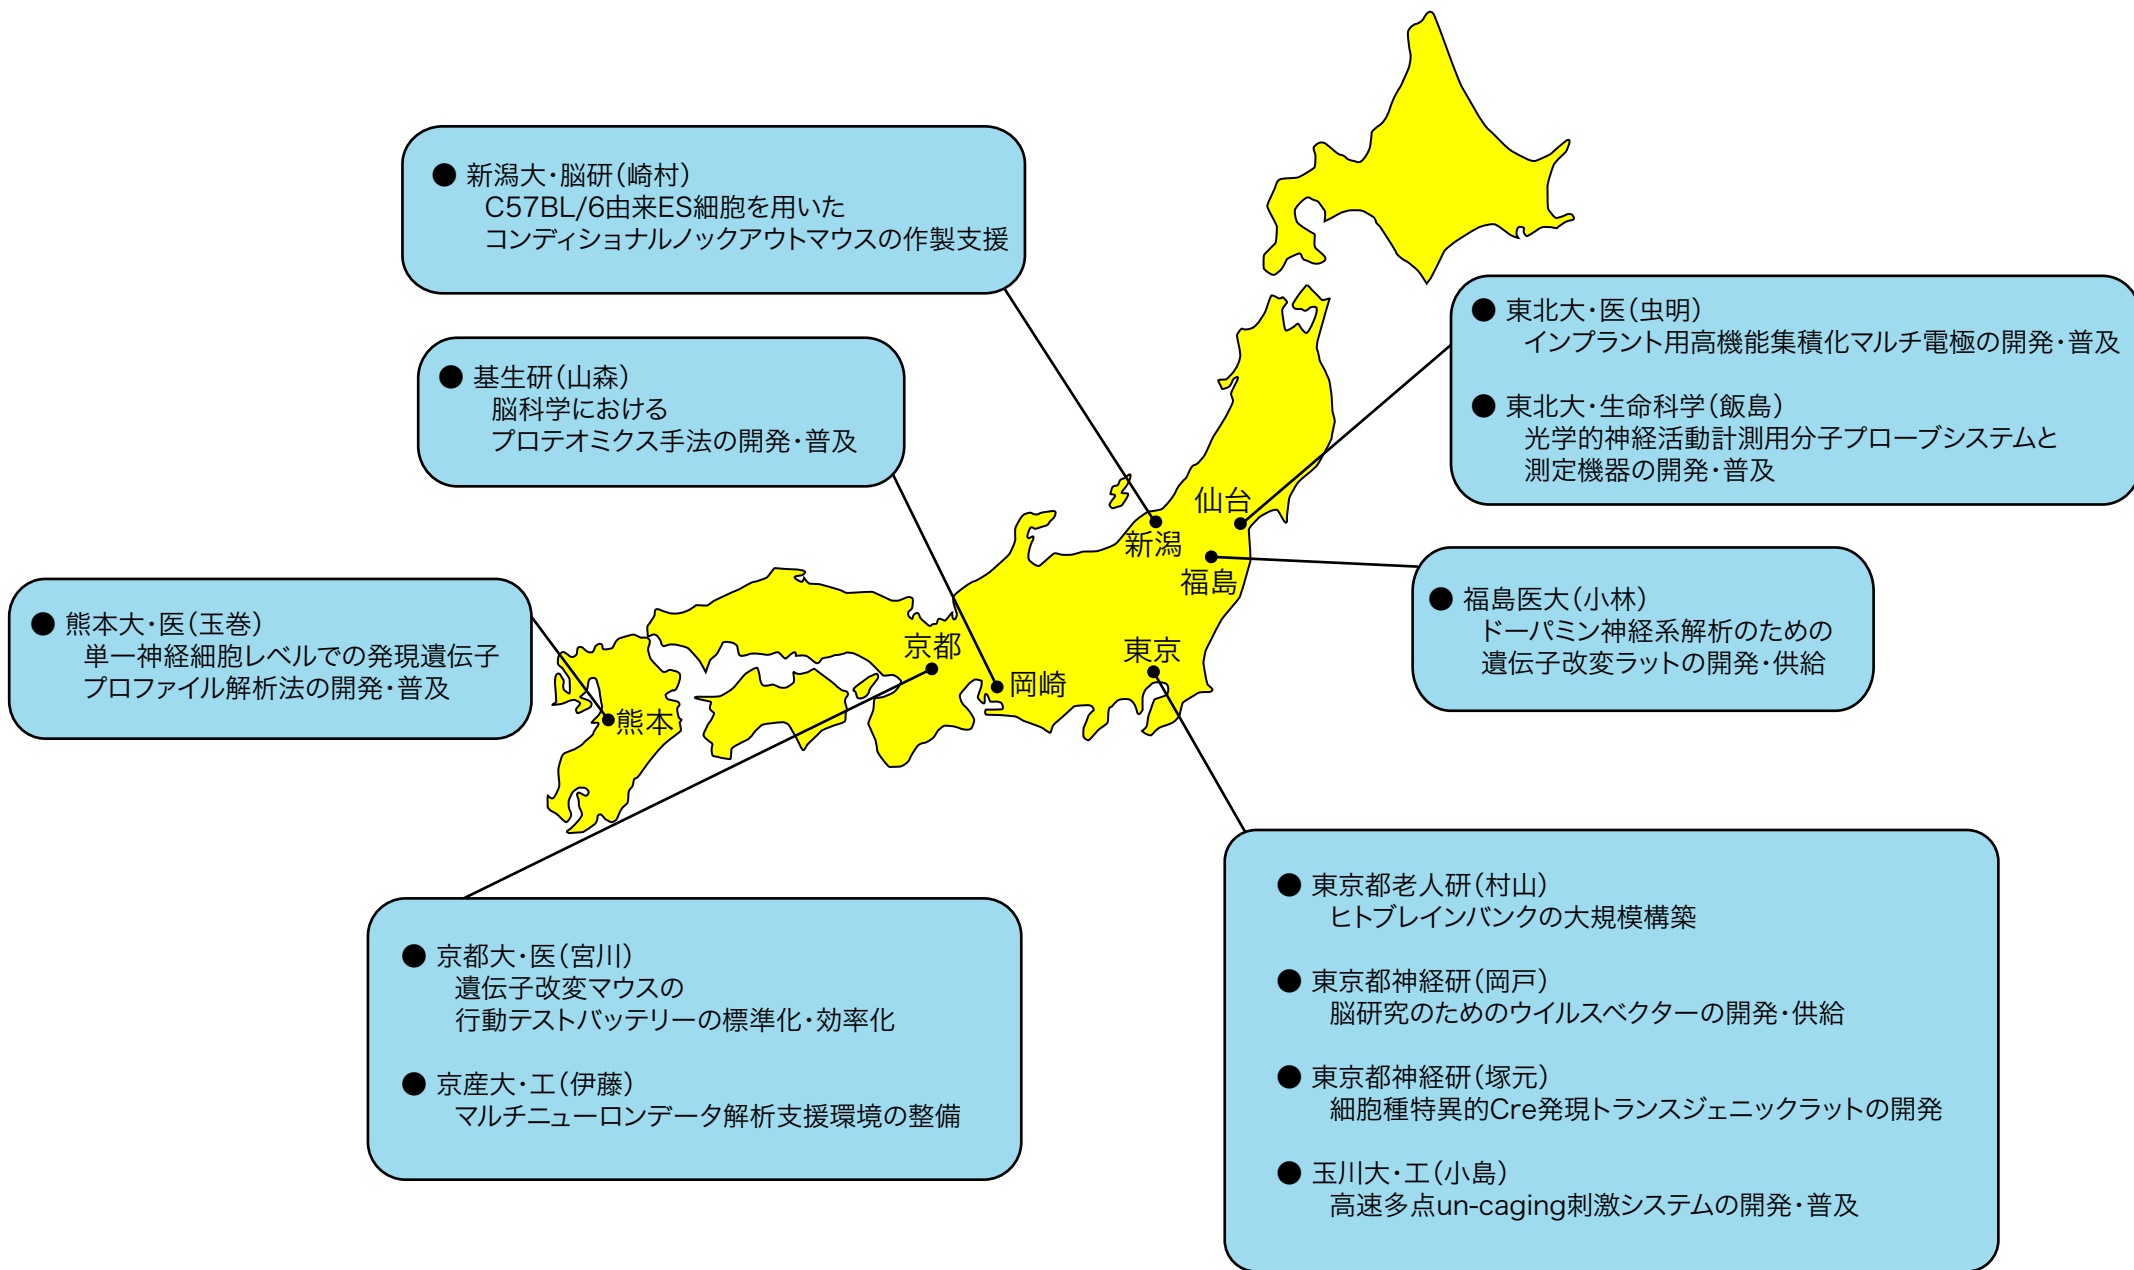 ● 新潟大・脳研（崎村）
C57BL/6由来ES細胞を用いた
コンディショナルノックアウトマウスの作製支援
● 基生研（山森）
脳科学における
プロテオミクス手法の開発・普及
● 東北大・医（虫明）
インプラント用高機能集積化マルチ電極の開発・普及
● 東北大・生命科学（飯島）
光学的神経活動計測用分子プローブシステムと
測定機器の開発・普及
仙台
新潟
福島
● 福島医大（小林）
ドーパミン神経系解析のための
遺伝子改変ラットの開発・供給
● 熊本大・医（玉巻）
単一神経細胞レベルでの発現遺伝子
プロファイル解析法の開発・普及
京都
東京
岡崎
熊本
● 京都大・医（宮川）
遺伝子改変マウスの
行動テストバッテリーの標準化・効率化
● 京産大・工（伊藤）
マルチニューロンデータ解析支援環境の整備
● 東京都老人研（村山）
ヒトブレインバンクの大規模構築
● 東京都神経研（岡戸）
脳研究のためのウイルスベクターの開発・供給
● 東京都神経研（塚元）
細胞種特異的Cre発現トランスジェニックラットの開発
● 玉川大・工（小島）
高速多点un-caging刺激システムの開発・普及